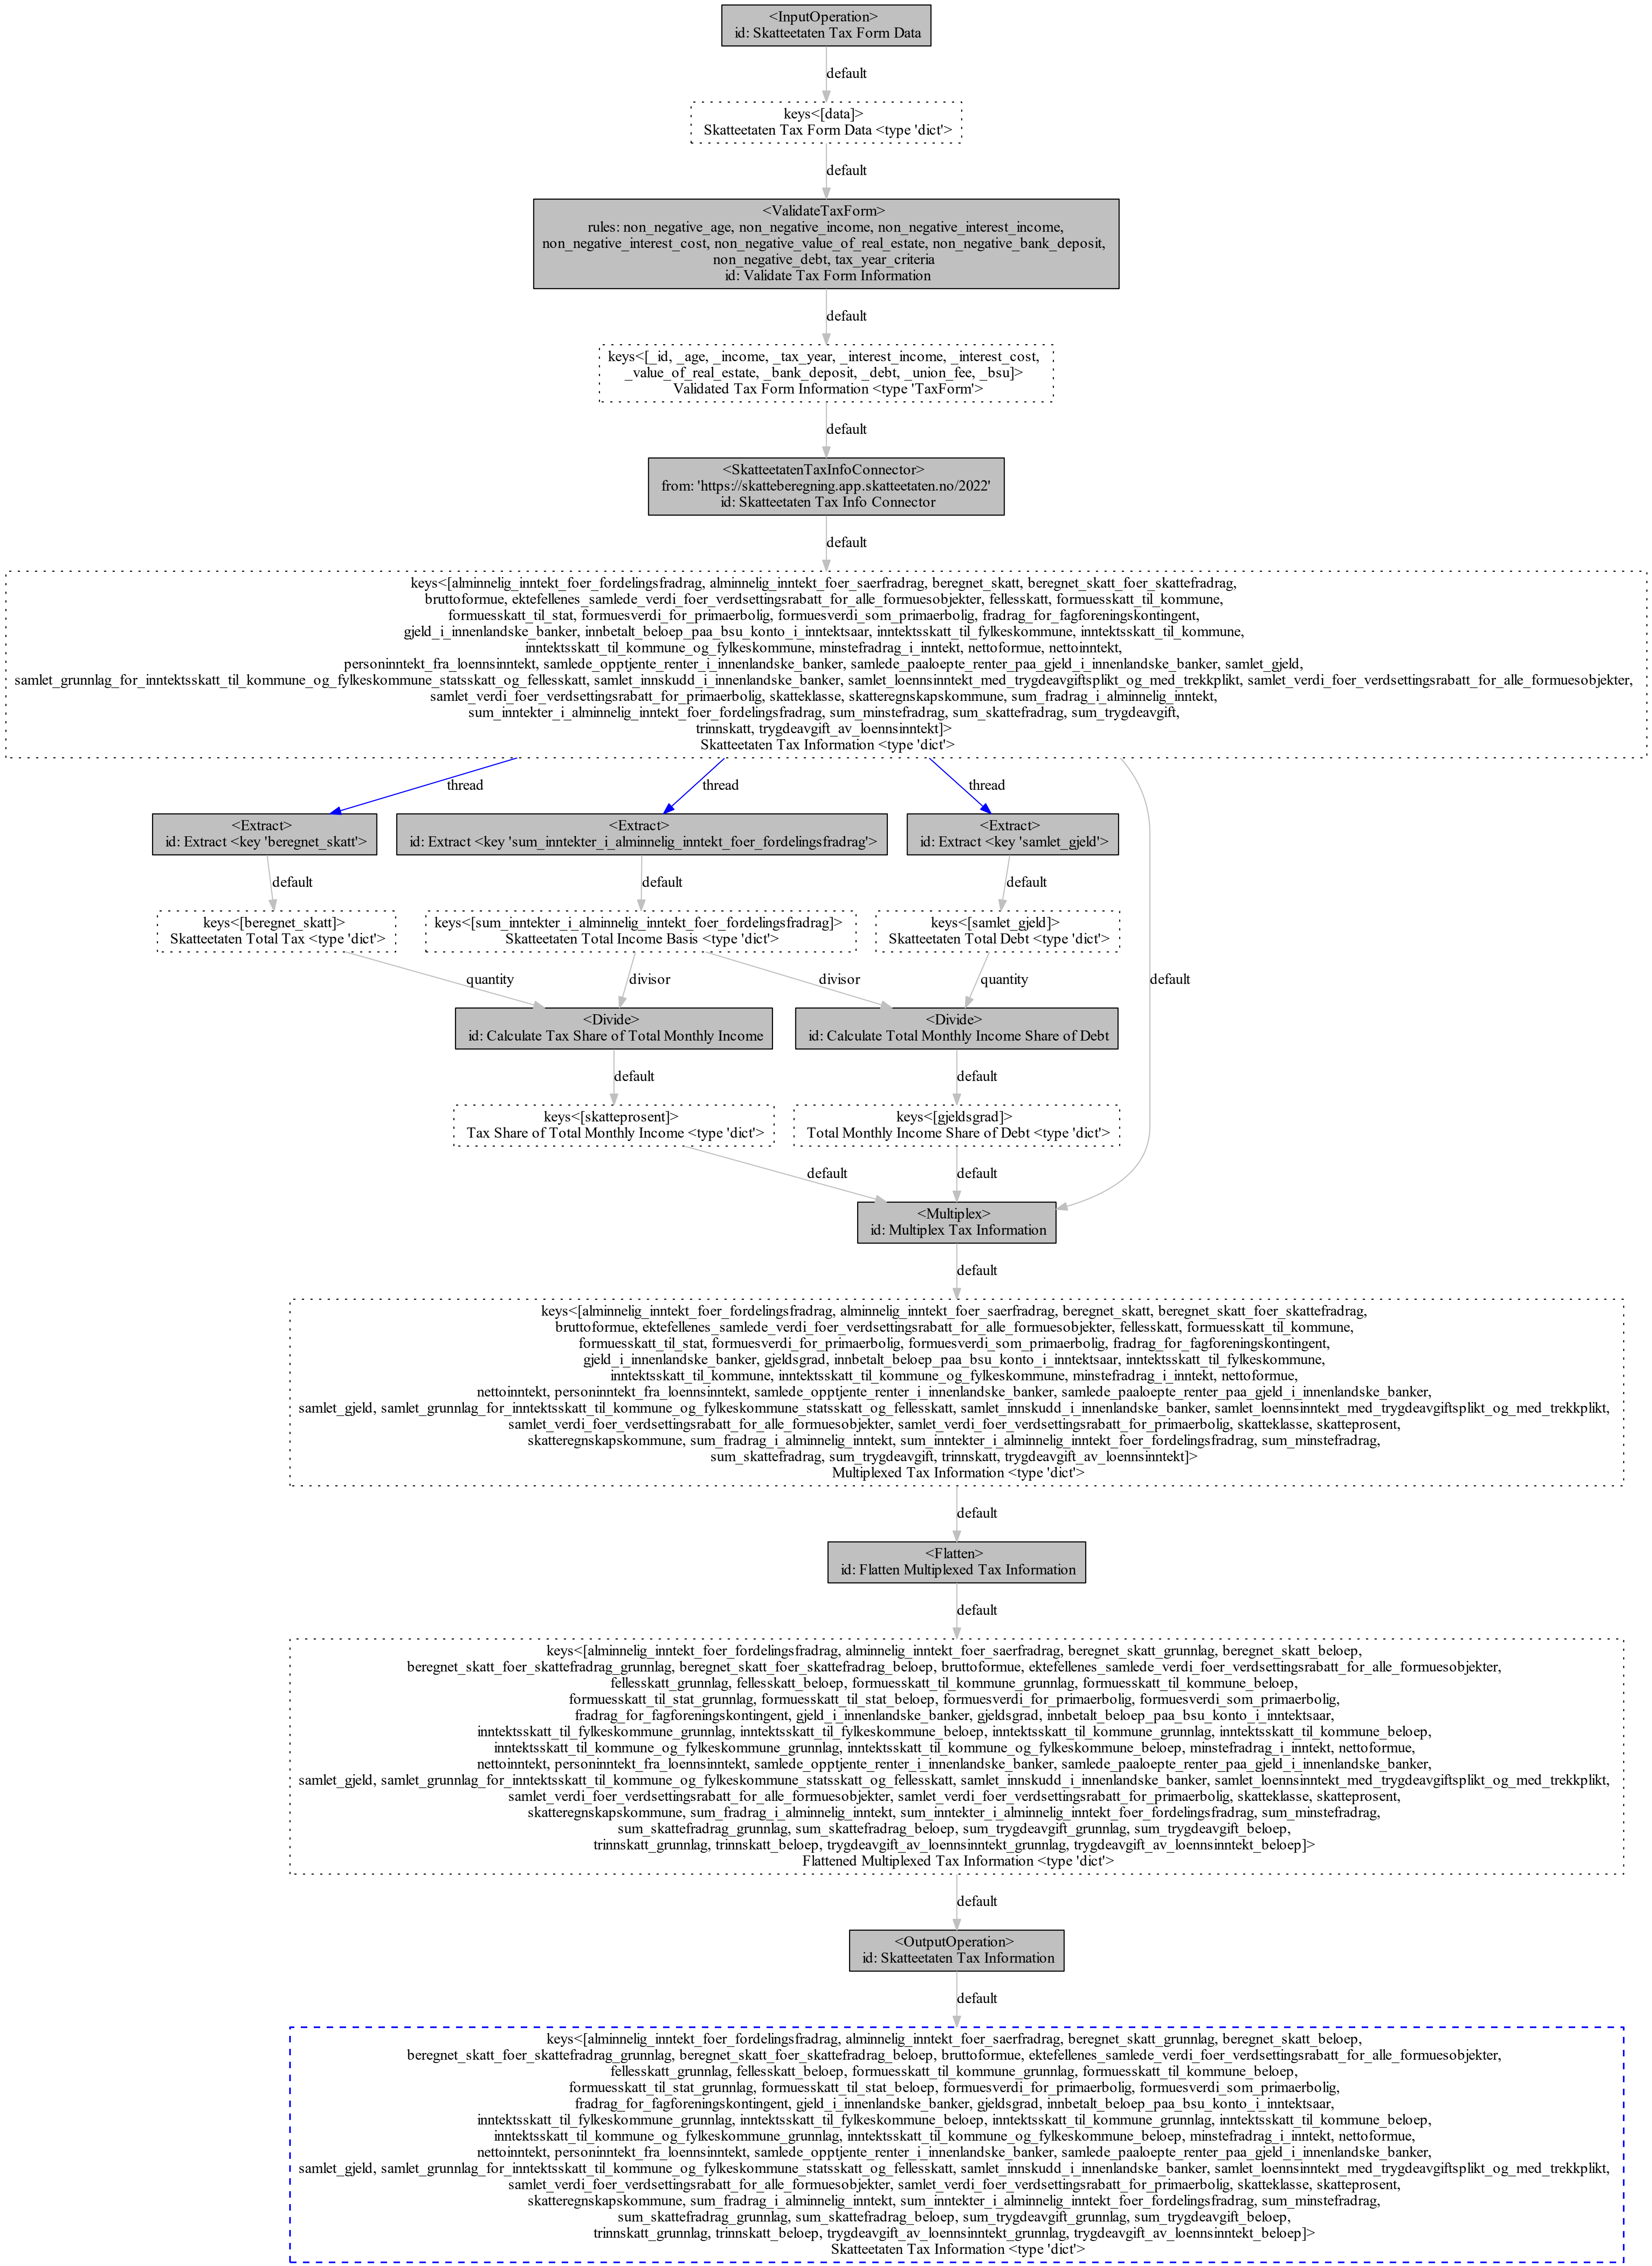 <InputOperation>
id: Skatteetaten Tax Form Data
default
keys<[data]>
Skatteetaten Tax Form Data <type 'dict'>
default
<ValidateTaxForm>
rules: non_negative_age, non_negative_income, non_negative_interest_income,
non_negative_interest_cost, non_negative_value_of_real_estate, non_negative_bank_deposit,
non_negative_debt, tax_year_criteria
id: Validate Tax Form Information
default
keys<[_id, _age, _income, _tax_year, _interest_income, _interest_cost,
_value_of_real_estate, _bank_deposit, _debt, _union_fee, _bsu]>
Validated Tax Form Information <type 'TaxForm'>
default
<SkatteetatenTaxInfoConnector>
from: 'https://skatteberegning.app.skatteetaten.no/2022'
id: Skatteetaten Tax Info Connector
default
keys<[alminnelig_inntekt_foer_fordelingsfradrag, alminnelig_inntekt_foer_saerfradrag, beregnet_skatt, beregnet_skatt_foer_skattefradrag,
bruttoformue, ektefellenes_samlede_verdi_foer_verdsettingsrabatt_for_alle_formuesobjekter, fellesskatt, formuesskatt_til_kommune,
formuesskatt_til_stat, formuesverdi_for_primaerbolig, formuesverdi_som_primaerbolig, fradrag_for_fagforeningskontingent,
gjeld_i_innenlandske_banker, innbetalt_beloep_paa_bsu_konto_i_inntektsaar, inntektsskatt_til_fylkeskommune, inntektsskatt_til_kommune,
inntektsskatt_til_kommune_og_fylkeskommune, minstefradrag_i_inntekt, nettoformue, nettoinntekt,
personinntekt_fra_loennsinntekt, samlede_opptjente_renter_i_innenlandske_banker, samlede_paaloepte_renter_paa_gjeld_i_innenlandske_banker, samlet_gjeld,
samlet_grunnlag_for_inntektsskatt_til_kommune_og_fylkeskommune_statsskatt_og_fellesskatt, samlet_innskudd_i_innenlandske_banker, samlet_loennsinntekt_med_trygdeavgiftsplikt_og_med_trekkplikt, samlet_verdi_foer_verdsettingsrabatt_for_alle_formuesobjekter,
samlet_verdi_foer_verdsettingsrabatt_for_primaerbolig, skatteklasse, skatteregnskapskommune, sum_fradrag_i_alminnelig_inntekt,
sum_inntekter_i_alminnelig_inntekt_foer_fordelingsfradrag, sum_minstefradrag, sum_skattefradrag, sum_trygdeavgift,
trinnskatt, trygdeavgift_av_loennsinntekt]>
Skatteetaten Tax Information <type 'dict'>
thread thread thread
<Extract> <Extract> <Extract>
id: Extract <key 'beregnet_skatt'> id: Extract <key 'sum_inntekter_i_alminnelig_inntekt_foer_fordelingsfradrag'> id: Extract <key 'samlet_gjeld'>
default default default
keys<[beregnet_skatt]> keys<[sum_inntekter_i_alminnelig_inntekt_foer_fordelingsfradrag]> keys<[samlet_gjeld]>
Skatteetaten Total Tax <type 'dict'> Skatteetaten Total Income Basis <type 'dict'> Skatteetaten Total Debt <type 'dict'>
quantity divisor divisor quantity default
<Divide> <Divide>
id: Calculate Tax Share of Total Monthly Income id: Calculate Total Monthly Income Share of Debt
default default
keys<[skatteprosent]> keys<[gjeldsgrad]>
Tax Share of Total Monthly Income <type 'dict'> Total Monthly Income Share of Debt <type 'dict'>
default default
<Multiplex>
id: Multiplex Tax Information
default
keys<[alminnelig_inntekt_foer_fordelingsfradrag, alminnelig_inntekt_foer_saerfradrag, beregnet_skatt, beregnet_skatt_foer_skattefradrag,
bruttoformue, ektefellenes_samlede_verdi_foer_verdsettingsrabatt_for_alle_formuesobjekter, fellesskatt, formuesskatt_til_kommune,
formuesskatt_til_stat, formuesverdi_for_primaerbolig, formuesverdi_som_primaerbolig, fradrag_for_fagforeningskontingent,
gjeld_i_innenlandske_banker, gjeldsgrad, innbetalt_beloep_paa_bsu_konto_i_inntektsaar, inntektsskatt_til_fylkeskommune,
inntektsskatt_til_kommune, inntektsskatt_til_kommune_og_fylkeskommune, minstefradrag_i_inntekt, nettoformue,
nettoinntekt, personinntekt_fra_loennsinntekt, samlede_opptjente_renter_i_innenlandske_banker, samlede_paaloepte_renter_paa_gjeld_i_innenlandske_banker,
samlet_gjeld, samlet_grunnlag_for_inntektsskatt_til_kommune_og_fylkeskommune_statsskatt_og_fellesskatt, samlet_innskudd_i_innenlandske_banker, samlet_loennsinntekt_med_trygdeavgiftsplikt_og_med_trekkplikt,
samlet_verdi_foer_verdsettingsrabatt_for_alle_formuesobjekter, samlet_verdi_foer_verdsettingsrabatt_for_primaerbolig, skatteklasse, skatteprosent,
skatteregnskapskommune, sum_fradrag_i_alminnelig_inntekt, sum_inntekter_i_alminnelig_inntekt_foer_fordelingsfradrag, sum_minstefradrag,
sum_skattefradrag, sum_trygdeavgift, trinnskatt, trygdeavgift_av_loennsinntekt]>
Multiplexed Tax Information <type 'dict'>
default
<Flatten>
id: Flatten Multiplexed Tax Information
default
keys<[alminnelig_inntekt_foer_fordelingsfradrag, alminnelig_inntekt_foer_saerfradrag, beregnet_skatt_grunnlag, beregnet_skatt_beloep,
beregnet_skatt_foer_skattefradrag_grunnlag, beregnet_skatt_foer_skattefradrag_beloep, bruttoformue, ektefellenes_samlede_verdi_foer_verdsettingsrabatt_for_alle_formuesobjekter,
fellesskatt_grunnlag, fellesskatt_beloep, formuesskatt_til_kommune_grunnlag, formuesskatt_til_kommune_beloep,
formuesskatt_til_stat_grunnlag, formuesskatt_til_stat_beloep, formuesverdi_for_primaerbolig, formuesverdi_som_primaerbolig,
fradrag_for_fagforeningskontingent, gjeld_i_innenlandske_banker, gjeldsgrad, innbetalt_beloep_paa_bsu_konto_i_inntektsaar,
inntektsskatt_til_fylkeskommune_grunnlag, inntektsskatt_til_fylkeskommune_beloep, inntektsskatt_til_kommune_grunnlag, inntektsskatt_til_kommune_beloep,
inntektsskatt_til_kommune_og_fylkeskommune_grunnlag, inntektsskatt_til_kommune_og_fylkeskommune_beloep, minstefradrag_i_inntekt, nettoformue,
nettoinntekt, personinntekt_fra_loennsinntekt, samlede_opptjente_renter_i_innenlandske_banker, samlede_paaloepte_renter_paa_gjeld_i_innenlandske_banker,
samlet_gjeld, samlet_grunnlag_for_inntektsskatt_til_kommune_og_fylkeskommune_statsskatt_og_fellesskatt, samlet_innskudd_i_innenlandske_banker, samlet_loennsinntekt_med_trygdeavgiftsplikt_og_med_trekkplikt,
samlet_verdi_foer_verdsettingsrabatt_for_alle_formuesobjekter, samlet_verdi_foer_verdsettingsrabatt_for_primaerbolig, skatteklasse, skatteprosent,
skatteregnskapskommune, sum_fradrag_i_alminnelig_inntekt, sum_inntekter_i_alminnelig_inntekt_foer_fordelingsfradrag, sum_minstefradrag,
sum_skattefradrag_grunnlag, sum_skattefradrag_beloep, sum_trygdeavgift_grunnlag, sum_trygdeavgift_beloep,
trinnskatt_grunnlag, trinnskatt_beloep, trygdeavgift_av_loennsinntekt_grunnlag, trygdeavgift_av_loennsinntekt_beloep]>
Flattened Multiplexed Tax Information <type 'dict'>
default
<OutputOperation>
id: Skatteetaten Tax Information
default
keys<[alminnelig_inntekt_foer_fordelingsfradrag, alminnelig_inntekt_foer_saerfradrag, beregnet_skatt_grunnlag, beregnet_skatt_beloep,
beregnet_skatt_foer_skattefradrag_grunnlag, beregnet_skatt_foer_skattefradrag_beloep, bruttoformue, ektefellenes_samlede_verdi_foer_verdsettingsrabatt_for_alle_formuesobjekter,
fellesskatt_grunnlag, fellesskatt_beloep, formuesskatt_til_kommune_grunnlag, formuesskatt_til_kommune_beloep,
formuesskatt_til_stat_grunnlag, formuesskatt_til_stat_beloep, formuesverdi_for_primaerbolig, formuesverdi_som_primaerbolig,
fradrag_for_fagforeningskontingent, gjeld_i_innenlandske_banker, gjeldsgrad, innbetalt_beloep_paa_bsu_konto_i_inntektsaar,
inntektsskatt_til_fylkeskommune_grunnlag, inntektsskatt_til_fylkeskommune_beloep, inntektsskatt_til_kommune_grunnlag, inntektsskatt_til_kommune_beloep,
inntektsskatt_til_kommune_og_fylkeskommune_grunnlag, inntektsskatt_til_kommune_og_fylkeskommune_beloep, minstefradrag_i_inntekt, nettoformue,
nettoinntekt, personinntekt_fra_loennsinntekt, samlede_opptjente_renter_i_innenlandske_banker, samlede_paaloepte_renter_paa_gjeld_i_innenlandske_banker,
samlet_gjeld, samlet_grunnlag_for_inntektsskatt_til_kommune_og_fylkeskommune_statsskatt_og_fellesskatt, samlet_innskudd_i_innenlandske_banker, samlet_loennsinntekt_med_trygdeavgiftsplikt_og_med_trekkplikt,
samlet_verdi_foer_verdsettingsrabatt_for_alle_formuesobjekter, samlet_verdi_foer_verdsettingsrabatt_for_primaerbolig, skatteklasse, skatteprosent,
skatteregnskapskommune, sum_fradrag_i_alminnelig_inntekt, sum_inntekter_i_alminnelig_inntekt_foer_fordelingsfradrag, sum_minstefradrag,
sum_skattefradrag_grunnlag, sum_skattefradrag_beloep, sum_trygdeavgift_grunnlag, sum_trygdeavgift_beloep,
trinnskatt_grunnlag, trinnskatt_beloep, trygdeavgift_av_loennsinntekt_grunnlag, trygdeavgift_av_loennsinntekt_beloep]>
Skatteetaten Tax Information <type 'dict'>